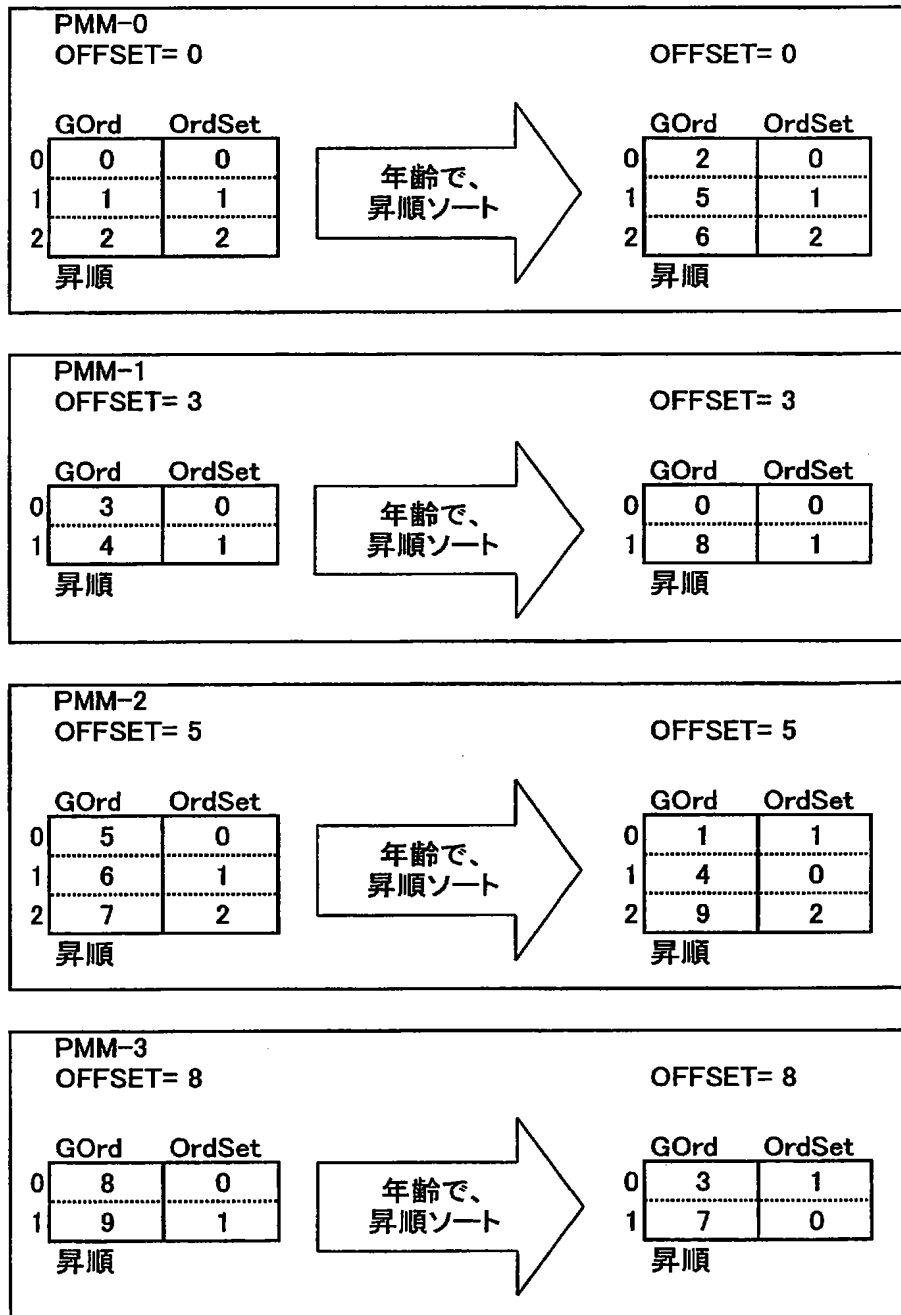 PMM-0
OFFSET= 0
OFFSET= 0
GOrd OrdSet
GOrd OrdSet
0 0 0
1 1 1
2 2 2
昇順
年齢で、
昇順ソート
0 2 0
1 5 1
2 6 2
昇順
PMM-1
OFFSET= 3
OFFSET= 3
GOrd OrdSet
GOrd OrdSet
0 3 0
1 4 1
昇順
年齢で、
昇順ソート
0 0 0
1 8 1
昇順
PMM-2
OFFSET= 5
OFFSET= 5
GOrd OrdSet
GOrd OrdSet
0 5 0
1 6 1
2 7 2
昇順
年齢で、
昇順ソート
0 1 1
1 4 0
2 9 2
昇順
PMM-3
OFFSET= 8
OFFSET= 8
GOrd OrdSet
GOrd OrdSet
0 8 0
1 9 1
昇順
年齢で、
昇順ソート
0 3 1
1 7 0
昇順